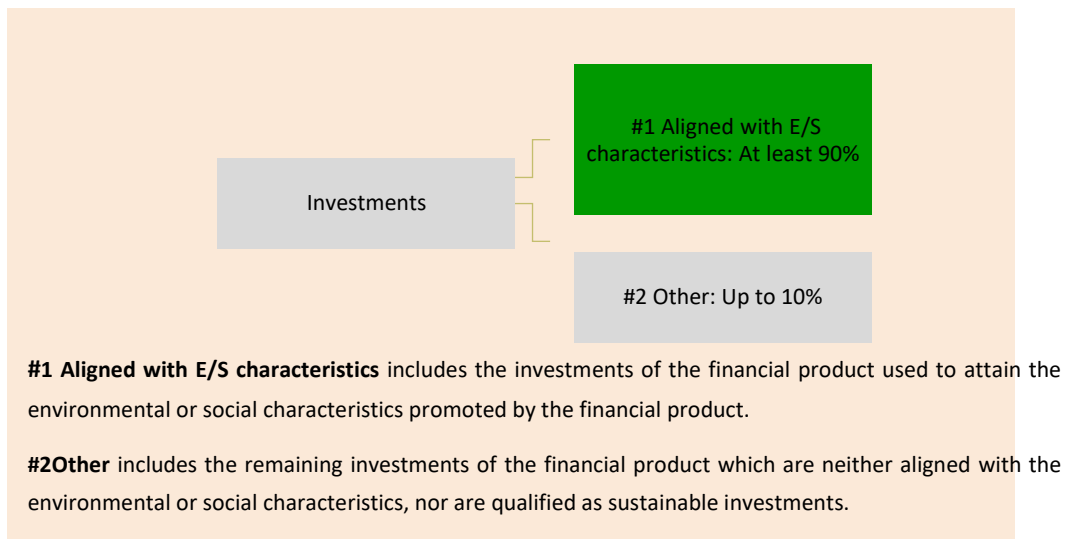 #1 Aligned with E/S
characteristics: At least 90%
Investments
#2 Other: Up to 10%
#1 Aligned with E/S characteristics includes the investments of the financial product used to attain the
environmental or social characteristics promoted by the financial product.
#2Other includes the remaining investments of the financial product which are neither aligned with the
environmental or social characteristics, nor are qualified as sustainable investments.